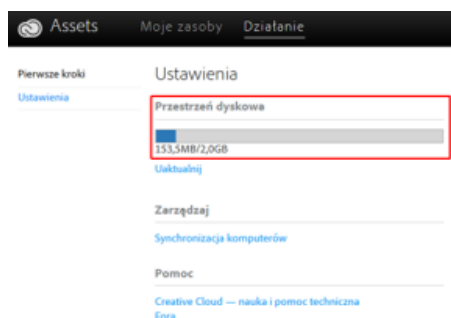 Assets Moje zasoby Działanie
Pierwsze kroki
Ustawienia
Ustawienia
Przestrzeń dyskowa
153,5MB/2,0GB
Uaktualnij
Zarządzaj
Synchronizacja komputerów
Pomoc
Creative Cloud — nauka i pomoc techniczna
Fora